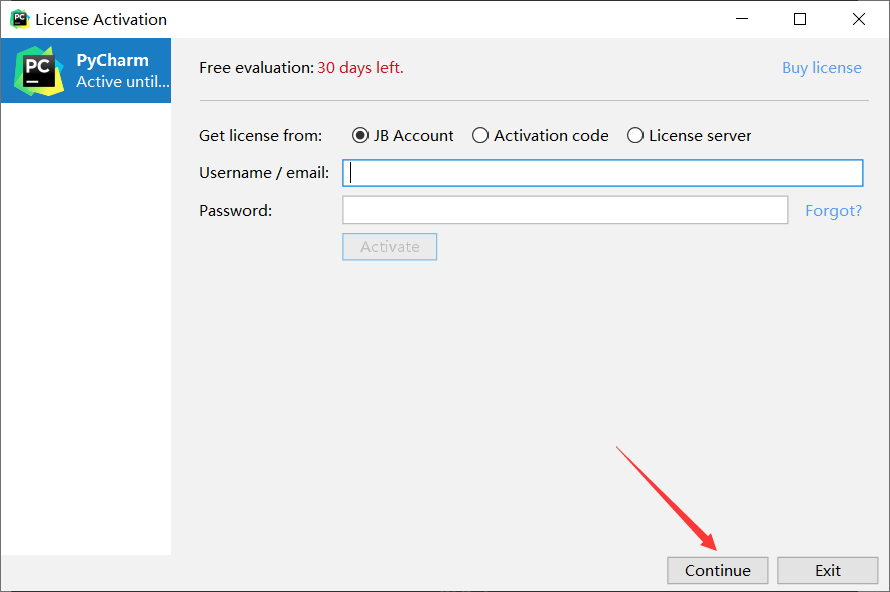 License Activation
PC
PyCharm
Active until...
Free evaluation: 30 days left.
Buy license
Get license from: JB Account Activation code License server
Username / email:
Password:
Forgot?
Activate
Continue
Exit